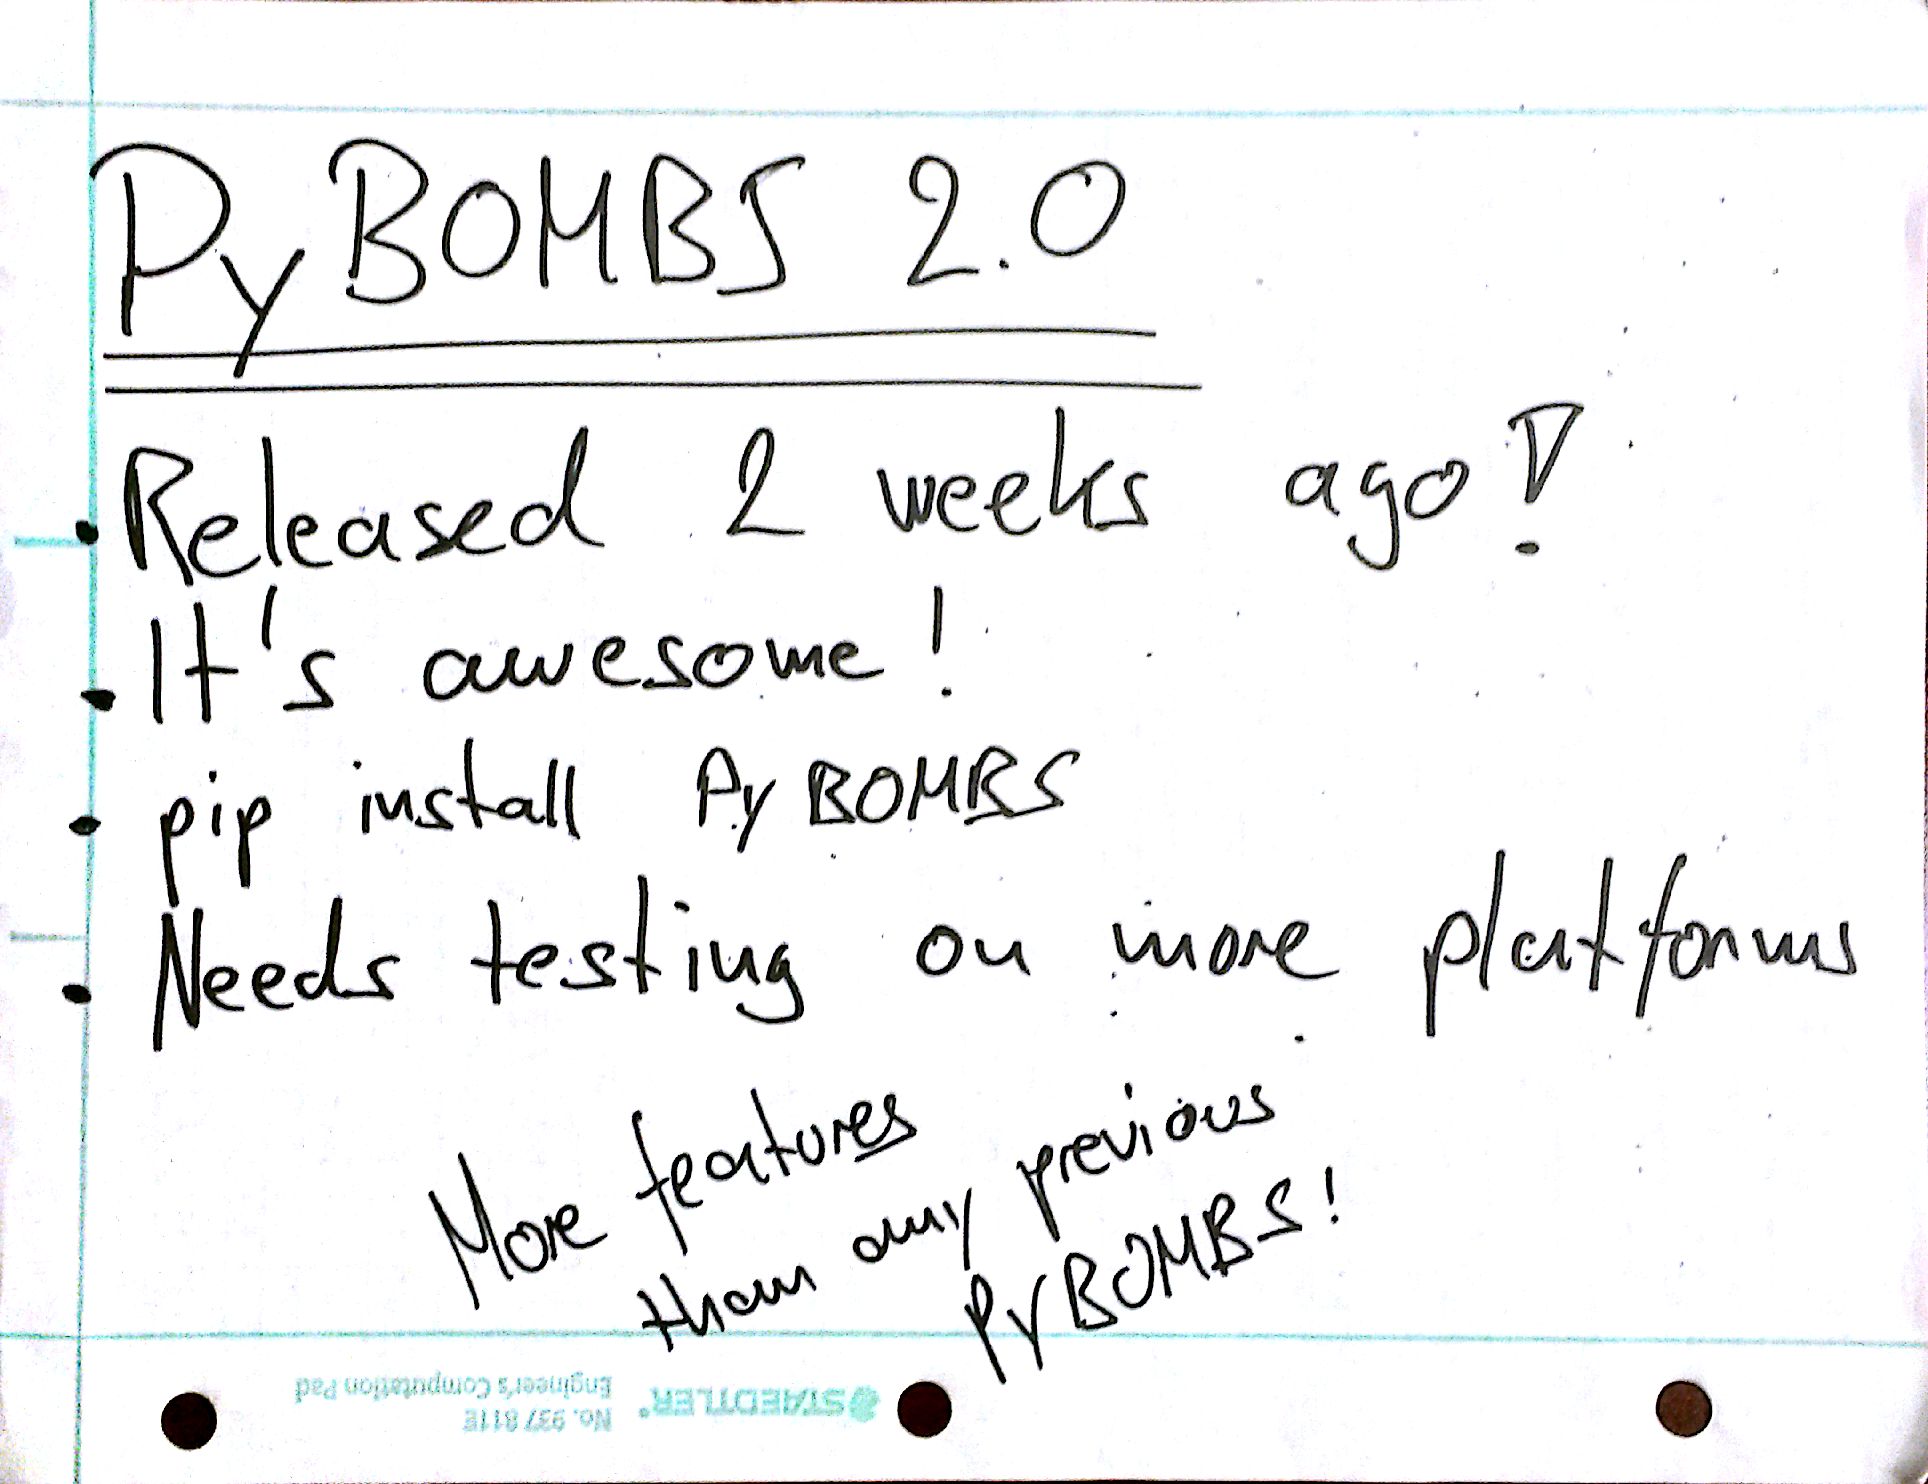 PyBOMBS 2.0
• Released 2 weeks ago!
• It's awesome!
• pip install PyBOMBS
• Needs testing on more platforms
More features
than any previous
PyBOMBS!
STAEDTLER®
No. 937 811E
Engineer's Computation Pad